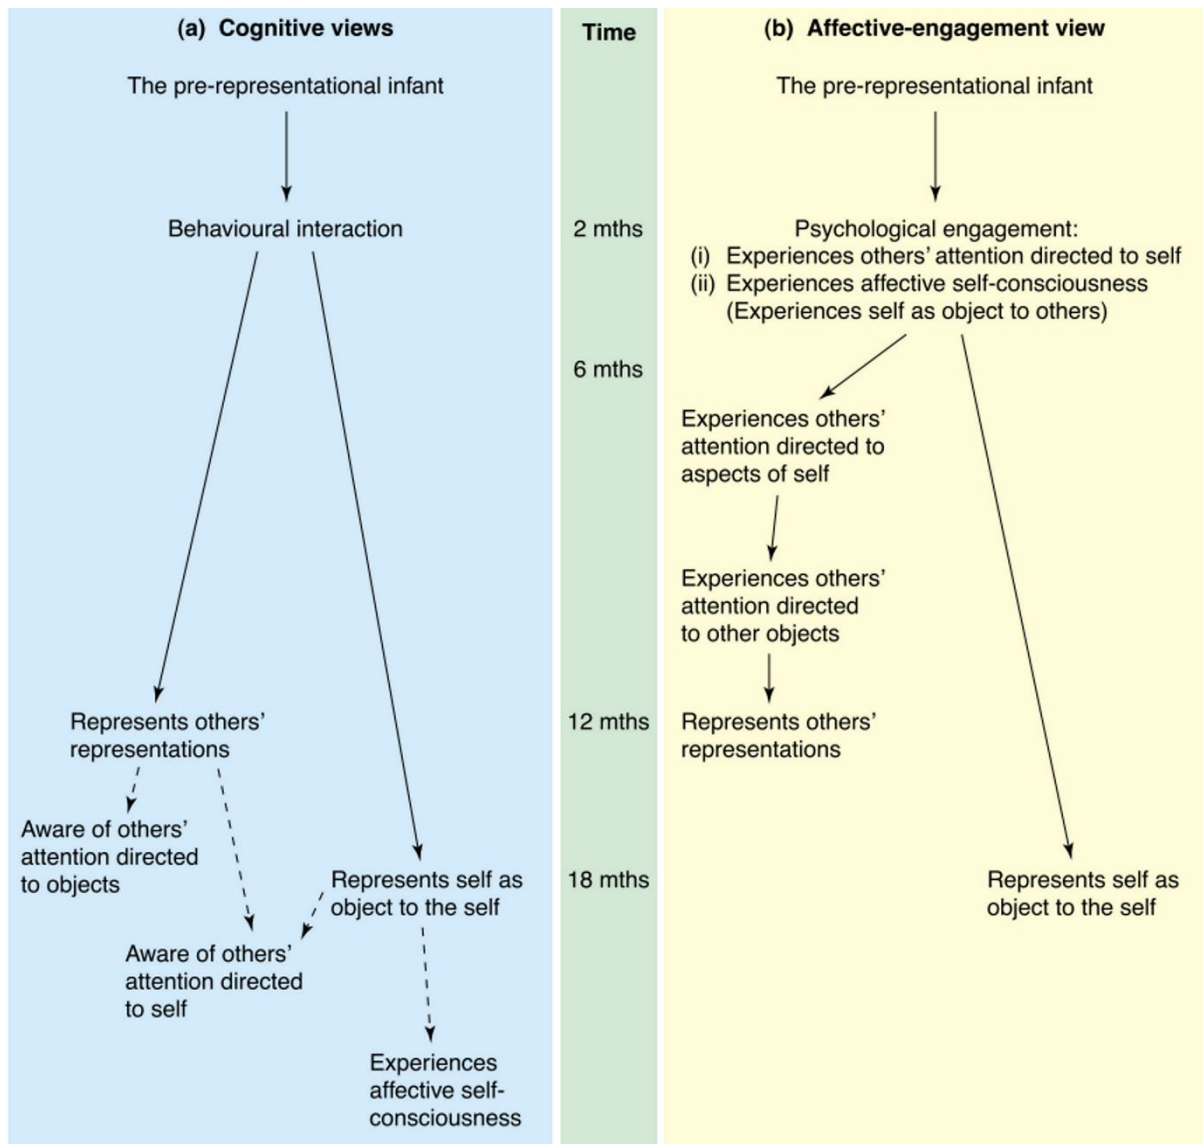 (a) Cognitive views
The pre-representational infant
Behavioural interaction
Represents others’
representations
Aware of others’
attention directed
to objects
Represents self as
object to the self
Aware of others’
attention directed
to self
Experiences
affective self-
consciousness
Time
2 mths
6 mths
12 mths
18 mths
(b) Affective-engagement view
The pre-representational infant
Psychological engagement:
(i) Experiences others’ attention directed to self
(ii) Experiences affective self-consciousness
(Experiences self as object to others)
Experiences others’
attention directed to
aspects of self
Experiences others’
attention directed
to other objects
Represents others’
representations
Represents self as
object to the self